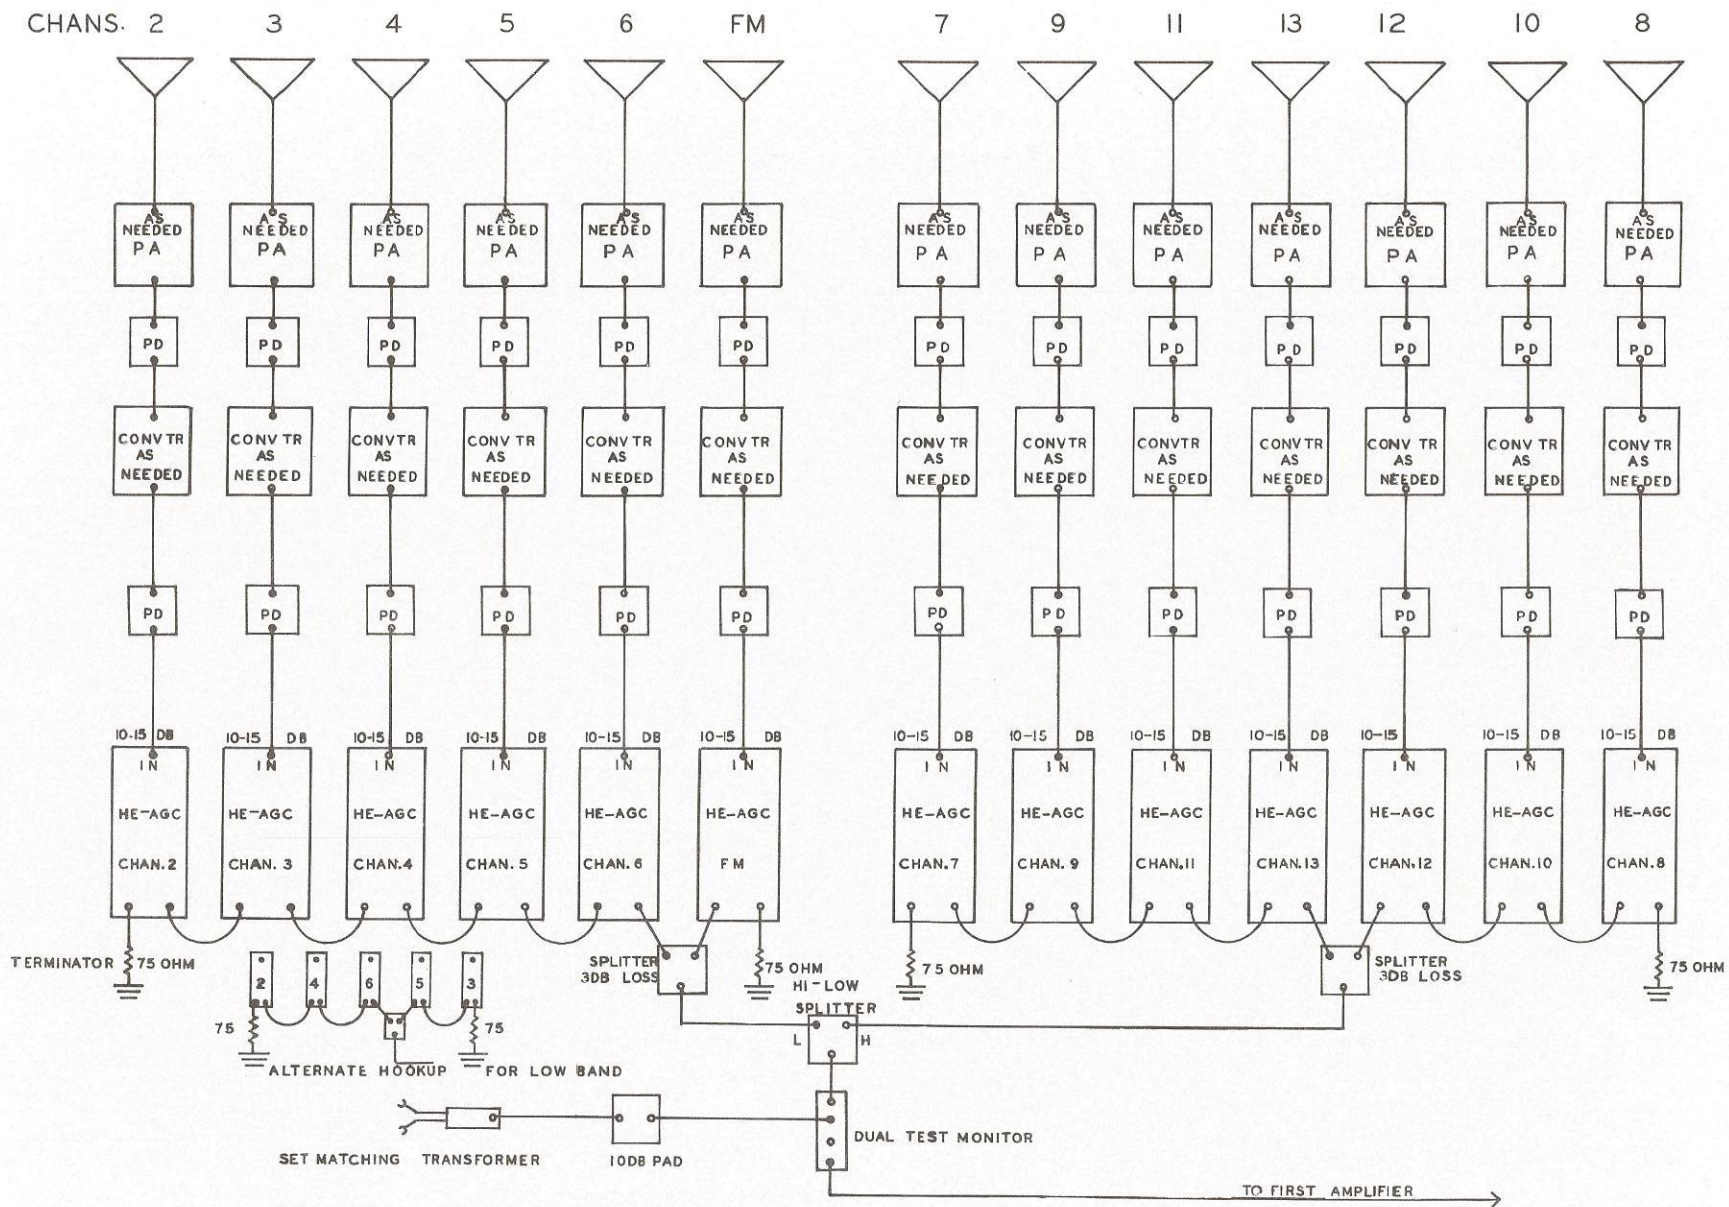 CHANS. 2 3 4 5 6 FM 7 9 11 13 12 10 8
AS AS AS AS AS AS AS AS AS AS AS AS AS
NEEDED NEEDED NEEDED NEEDED NEEDED NEEDED NEEDED NEEDED NEEDED NEEDED NEEDED NEEDED NEEDED
PA PA PA PA PA PA PA PA PA PA PA PA PA
PD PD PD PD PD PD PD PD PD PD PD PD PD
CONVTR CONVTR CONVTR CONVTR CONVTR CONVTR CONVTR CONVTR CONVTR CONVTR CONVTR CONVTR CONVTR
AS AS AS AS AS AS AS AS AS AS AS AS AS
NEEDED NEEDED NEEDED NEEDED NEEDED NEEDED NEEDED NEEDED NEEDED NEEDED NEEDED NEEDED NEEDED
PD PD PD PD PD PD PD PD PD PD PD PD PD
10-15 DB 10-15 DB 10-15 DB 10-15 DB 10-15 DB 10-15 DB 10-15 DB 10-15 DB 10-15 DB 10-15 DB 10-15 10-15 DB 10-15 DB
IN IN IN IN IN IN IN IN IN IN IN IN IN
HE-AGC HE-AGC HE-AGC HE-AGC HE-AGC HE-AGC HE-AGC HE-AGC HE-AGC HE-AGC HE-AGC HE-AGC HE-AGC
CHAN.2 CHAN.3 CHAN.4 CHAN.5 CHAN.6 FM CHAN.7 CHAN.9 CHAN.11 CHAN.13 CHAN.12 CHAN.10 CHAN.8
TERMINATOR 75 OHM
SPLITTER
3DB LOSS
75 OHM
75 OHM
SPLITTER
3DB LOSS
75 OHM
2 4 6 5 3
HI-LOW
SPLITTER
75 75
L H
ALTERNATE HOOKUP FOR LOW BAND
DUAL TEST MONITOR
SET MATCHING TRANSFORMER
10DB PAD
TO FIRST AMPLIFIER